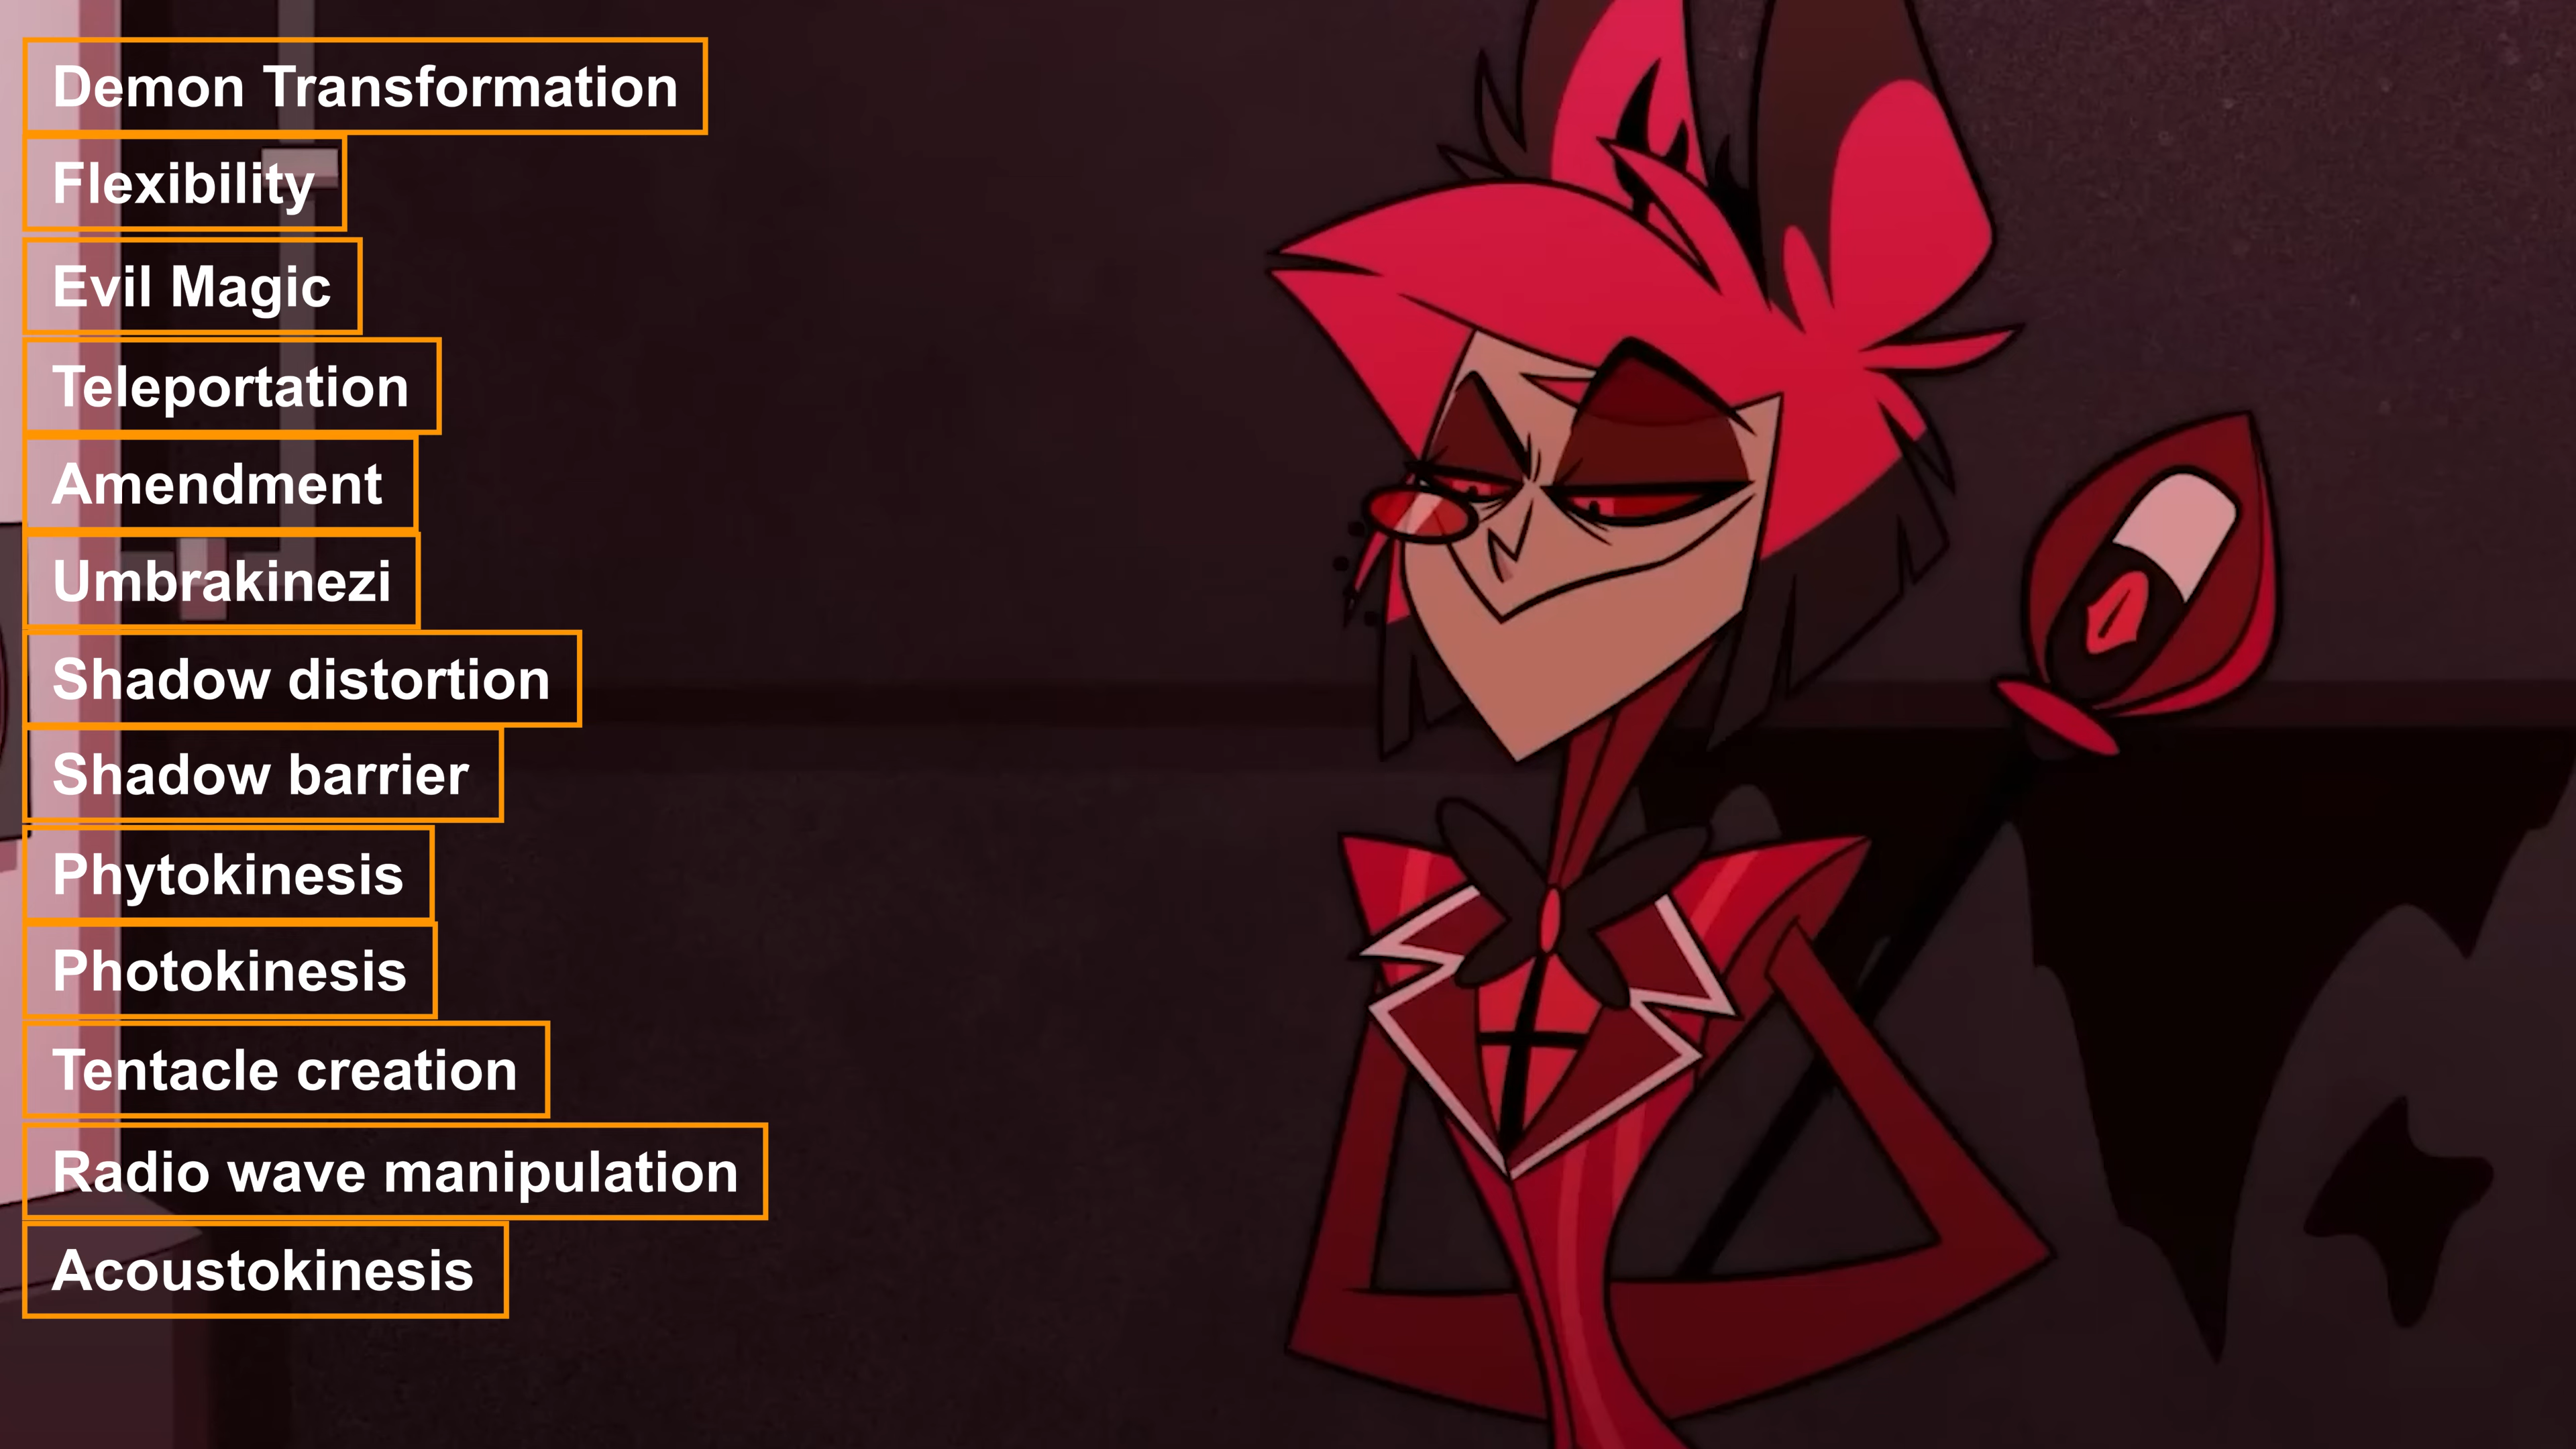 Demon Transformation
Flexibility
Evil Magic
Teleportation
Amendment
Umbrakinezi
Shadow distortion
Shadow barrier
Phytokinesis
Photokinesis
Tentacle creation
Radio wave manipulation
Acoustokinesis